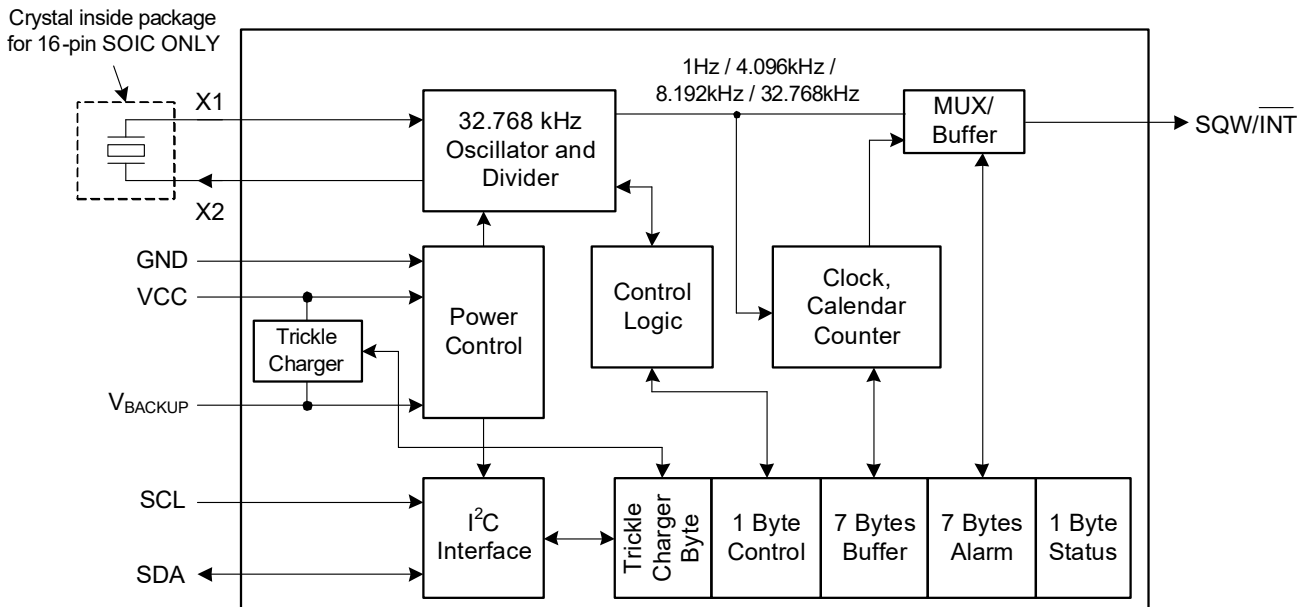 Crystal inside package
for 16-pin SOIC ONLY
X1
X2
32.768 kHz
Oscillator and
Divider
1Hz / 4.096kHz /
8.192kHz / 32.768kHz
MUX/
Buffer
SQW/I̅N̅T̅
GND
VCC
Trickle
Charger
VBACKUP
Power
Control
Control
Logic
Clock,
Calendar
Counter
SCL
SDA
I²C
Interface
Trickle
Charger
Byte
1 Byte
Control
7 Bytes
Buffer
7 Bytes
Alarm
1 Byte
Status